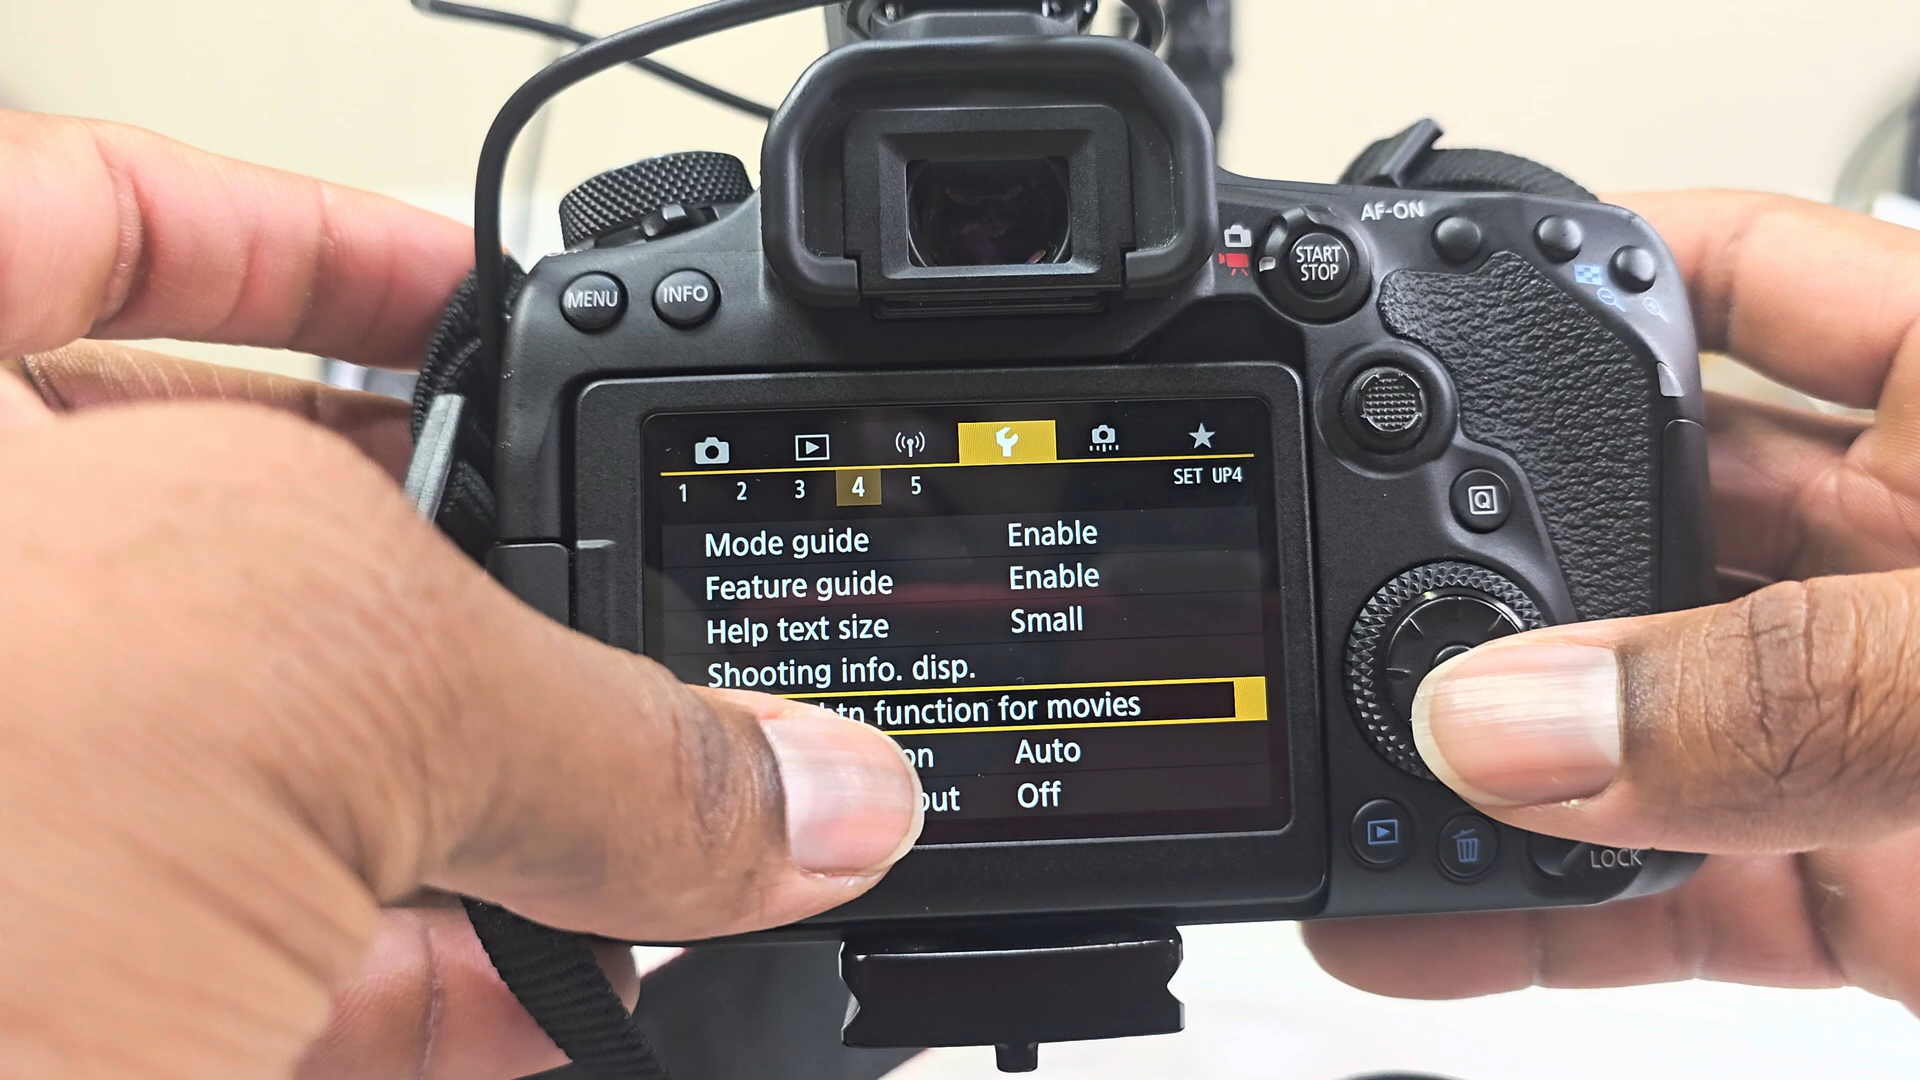 AF-ON
START
STOP
MENU
INFO
SET UP4
1 2 3 4 5
Mode guide Enable
Feature guide Enable
Help text size Small
Shooting info. disp.
function for movies
Auto
Off
Q
LOCK